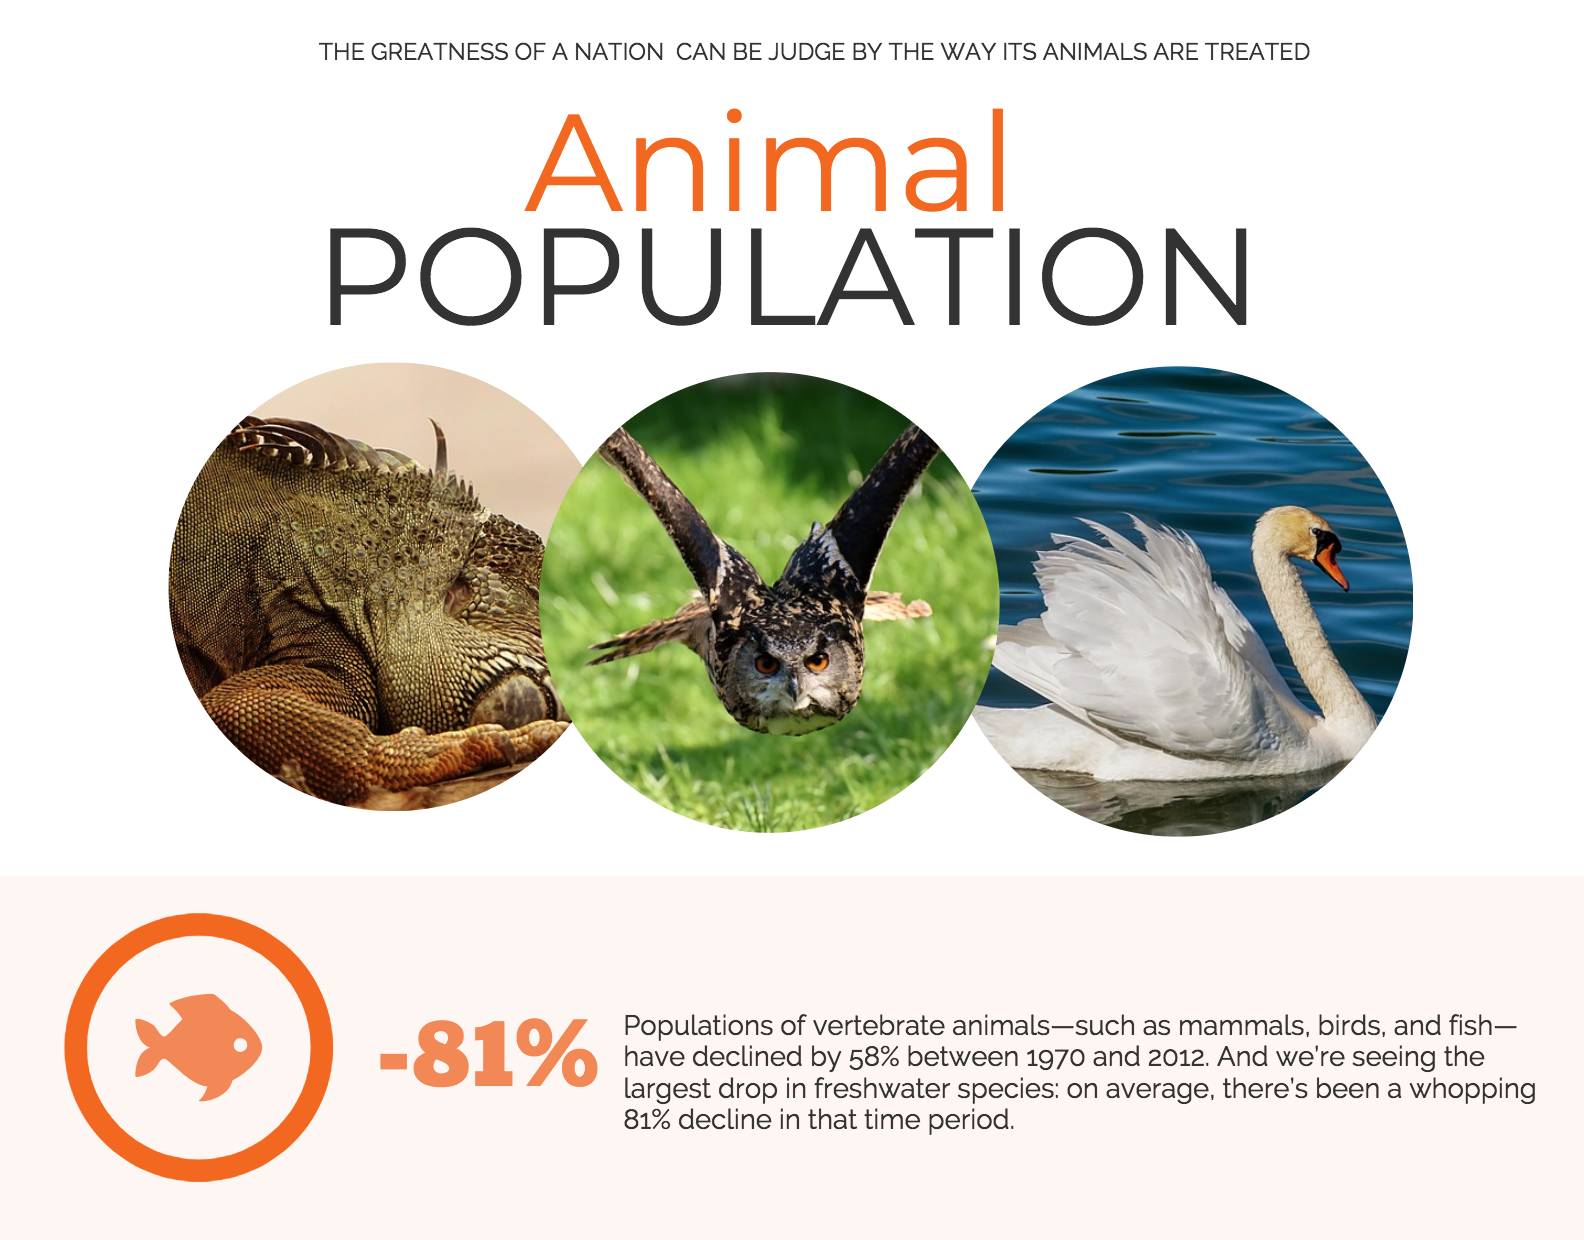 THE GREATNESS OF A NATION  CAN BE JUDGE BY THE WAY ITS ANIMALS ARE TREATED
Animal
POPULATION
-81%
Populations of vertebrate animals—such as mammals, birds, and fish—
have declined by 58% between 1970 and 2012. And we’re seeing the
largest drop in freshwater species: on average, there’s been a whopping
81% decline in that time period.